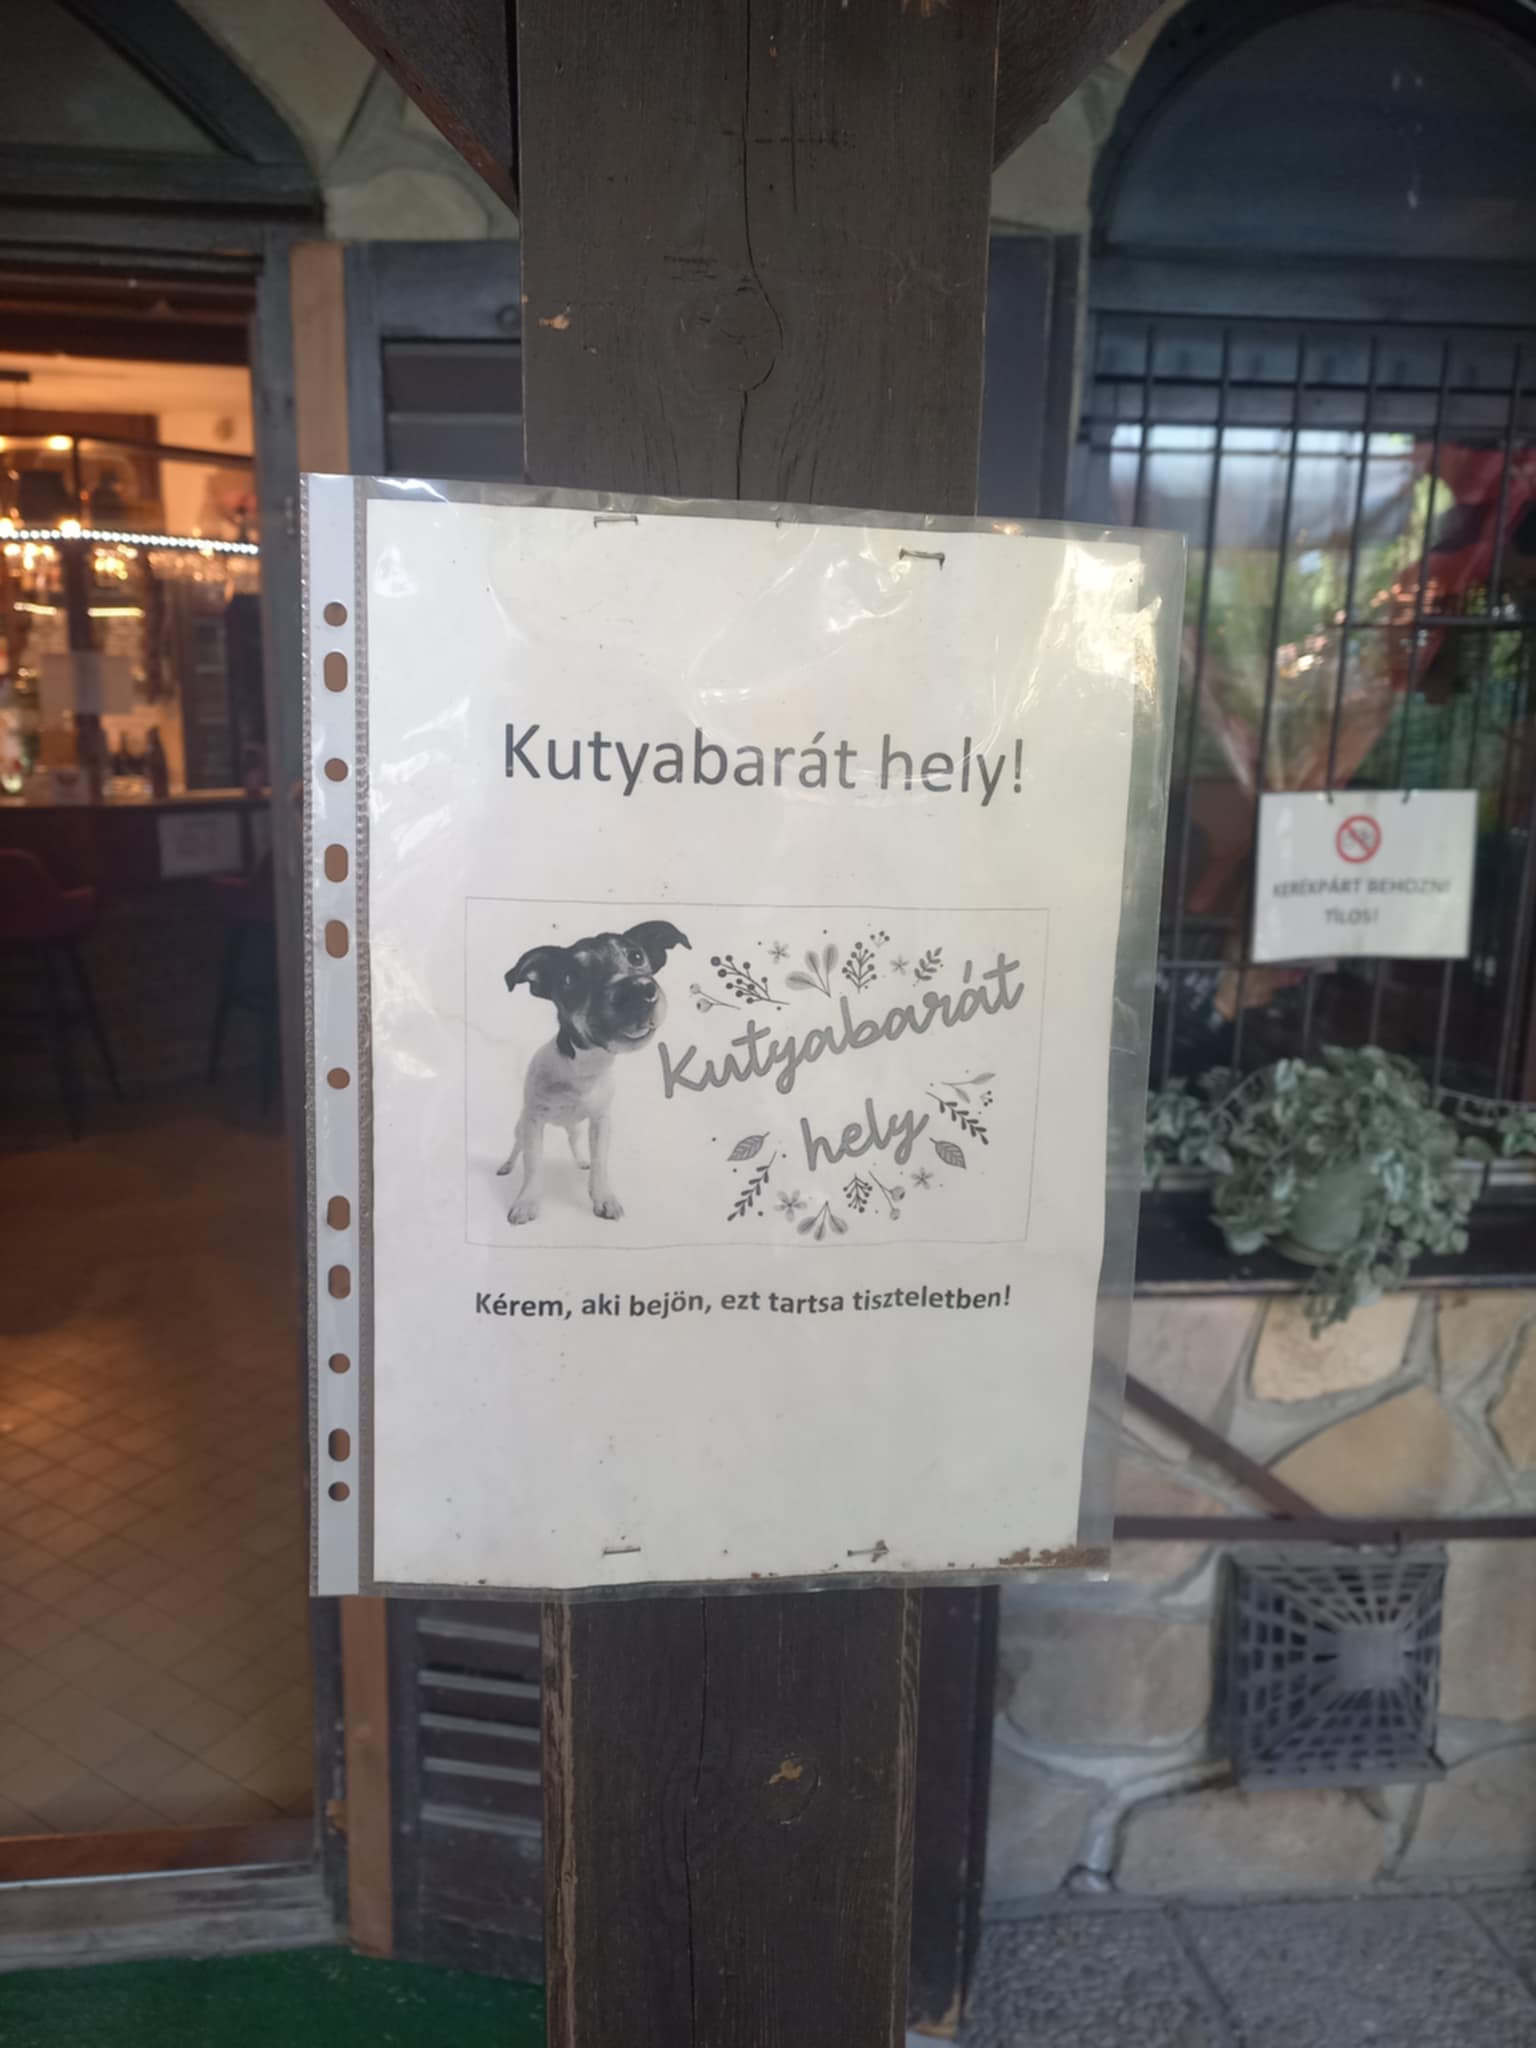 Kutyabarát hely!
Kutyabarát
hely
Kérem, aki bejön, ezt tartsa tiszteletben!
KERÉKPÁRT BEHOZNI
TILOS!